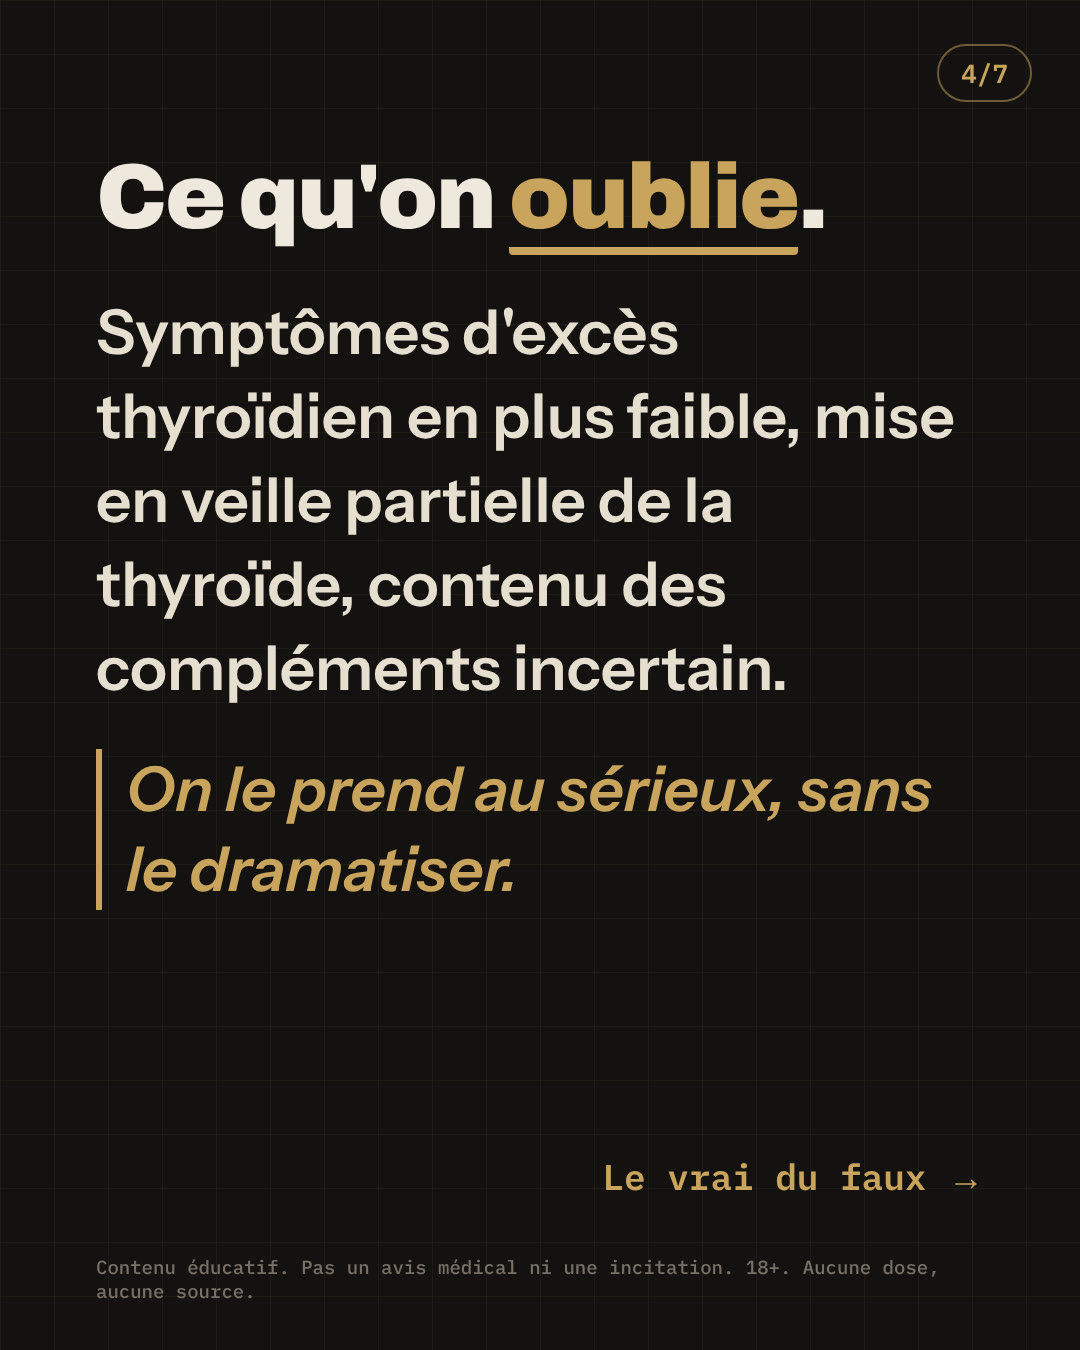 4/7
Ce qu'on oublie.
Symptômes d'excès
thyroïdien en plus faible, mise
en veille partielle de la
thyroïde, contenu des
compléments incertain.
On le prend au sérieux, sans
le dramatiser.
Le vrai du faux →
Contenu éducatif. Pas un avis médical ni une incitation. 18+. Aucune dose,
aucune source.